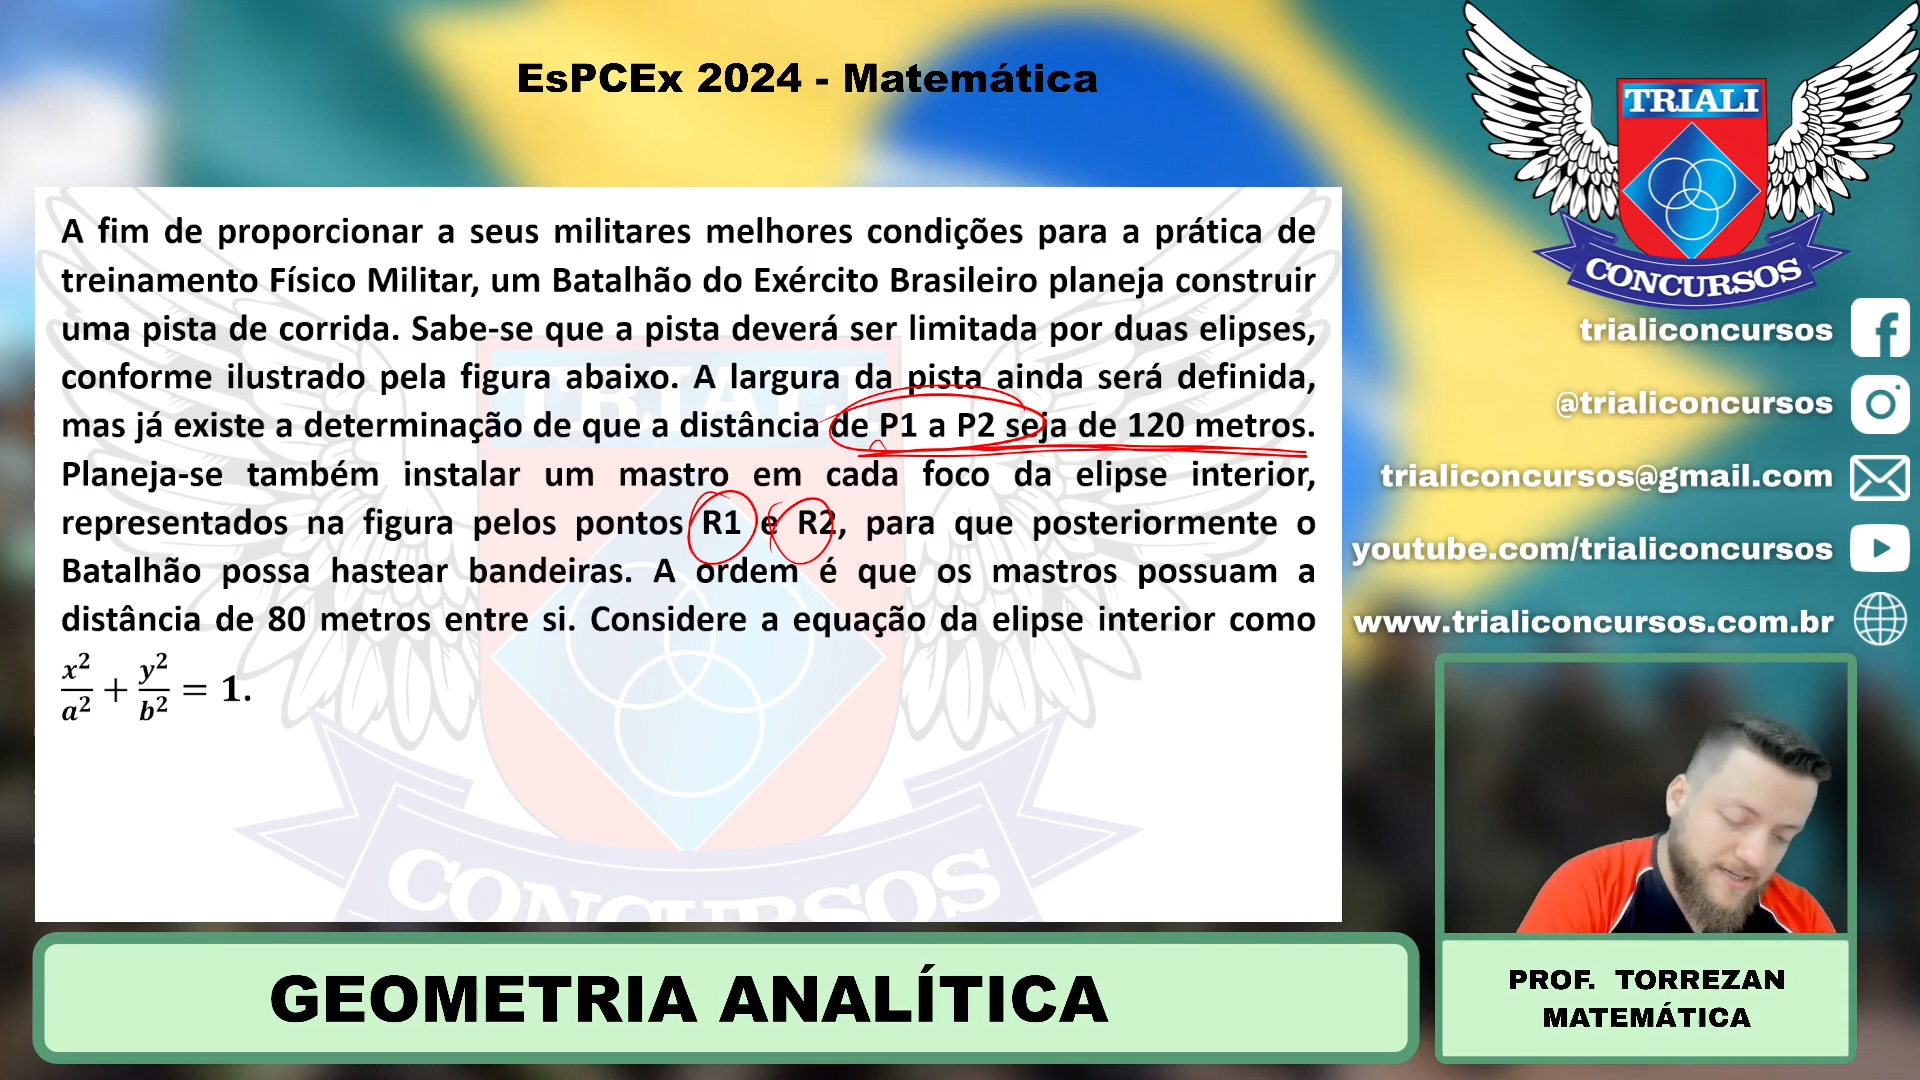 EsPCEx 2024 - Matemática
TRIALI
CONCURSOS
A fim de proporcionar a seus militares melhores condições para a prática de
treinamento Físico Militar, um Batalhão do Exército Brasileiro planeja construir
uma pista de corrida. Sabe-se que a pista deverá ser limitada por duas elipses,
conforme ilustrado pela figura abaixo. A largura da pista ainda será definida,
mas já existe a determinação de que a distância de P1 a P2 seja de 120 metros.
Planeja-se também instalar um mastro em cada foco da elipse interior,
representados na figura pelos pontos R1 e R2, para que posteriormente o
Batalhão possa hastear bandeiras. A ordem é que os mastros possuam a
distância de 80 metros entre si. Considere a equação da elipse interior como
x²/a² + y²/b² = 1.
TRIALI
CONCURSOS
trialiconcursos
@trialiconcursos
trialiconcursos@gmail.com
youtube.com/trialiconcursos
www.trialiconcursos.com.br
GEOMETRIA ANALÍTICA
PROF. TORREZAN
MATEMÁTICA